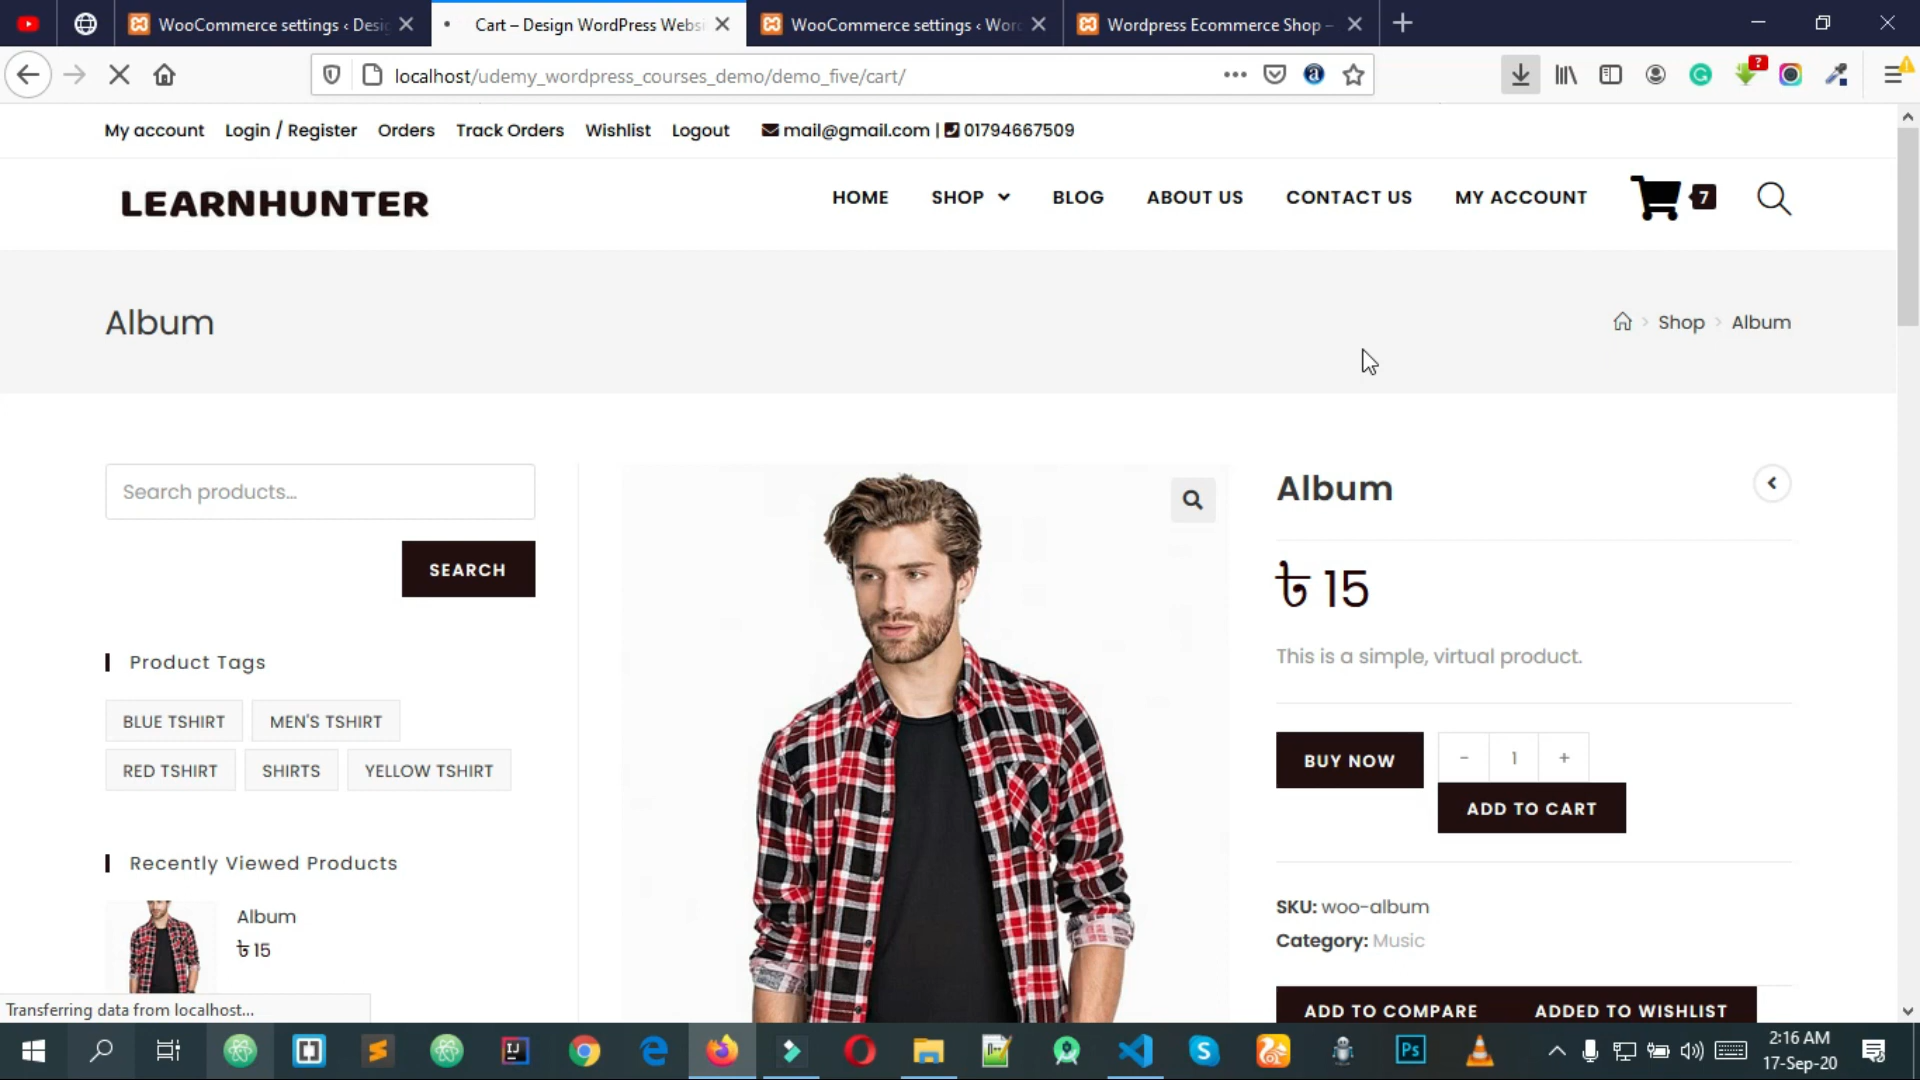 WooCommerce settings ‹ Desi
Cart – Design WordPress Websi
WooCommerce settings ‹ Word
Wordpress Ecommerce Shop –
localhost/udemy_wordpress_courses_demo/demo_five/cart/
My account Login / Register Orders Track Orders Wishlist Logout mail@gmail.com | 01794667509
LEARNHUNTER
HOME SHOP BLOG ABOUT US CONTACT US MY ACCOUNT 7
Album
Shop > Album
Search products…
SEARCH
Product Tags
BLUE TSHIRT MEN'S TSHIRT
RED TSHIRT SHIRTS YELLOW TSHIRT
Recently Viewed Products
Album
৳ 15
Album
৳ 15
This is a simple, virtual product.
BUY NOW - 1 +
ADD TO CART
SKU: woo-album
Category: Music
ADD TO COMPARE ADDED TO WISHLIST
Transferring data from localhost…
Ps
2:16 AM
17-Sep-20